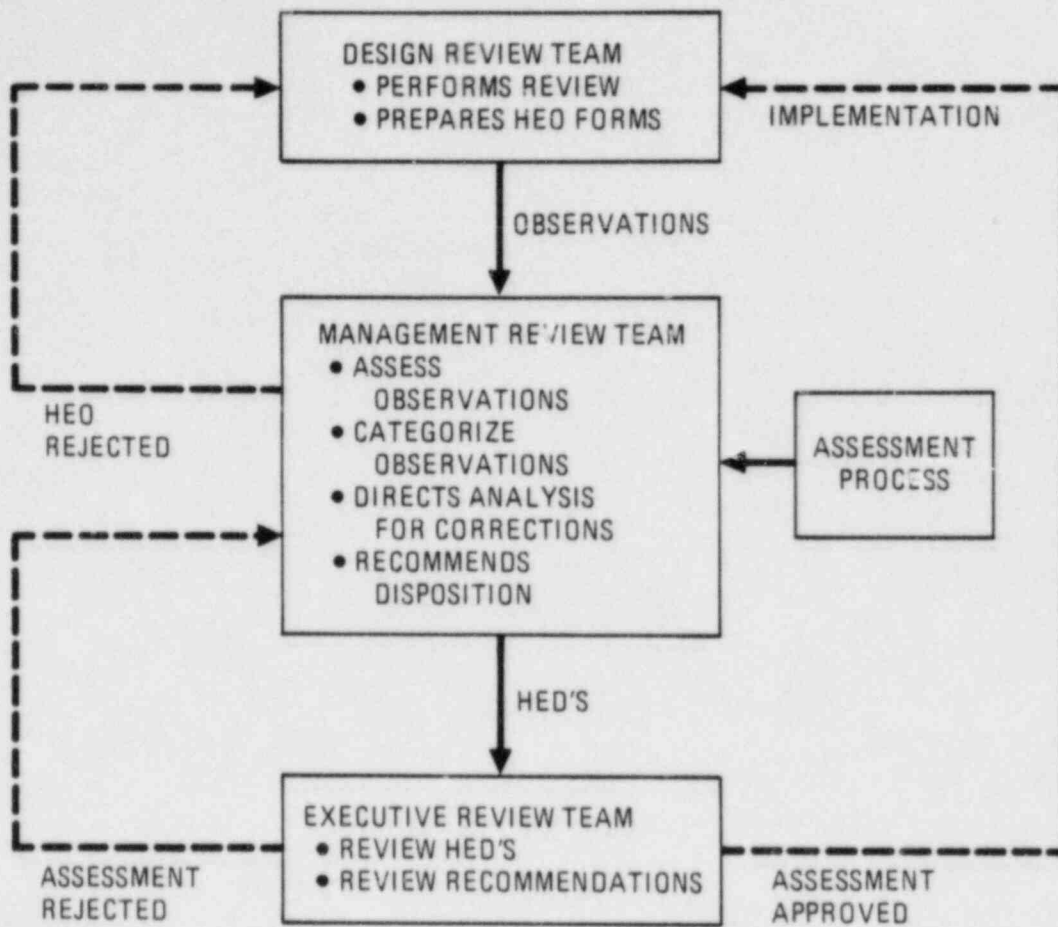 DESIGN REVIEW TEAM
• PERFORMS REVIEW
• PREPARES HEO FORMS
IMPLEMENTATION
OBSERVATIONS
MANAGEMENT REVIEW TEAM
• ASSESS
OBSERVATIONS
• CATEGORIZE
OBSERVATIONS
• DIRECTS ANALYSIS
FOR CORRECTIONS
• RECOMMENDS
DISPOSITION
HEO
REJECTED
ASSESSMENT
PROCESS
HED'S
EXECUTIVE REVIEW TEAM
• REVIEW HED'S
• REVIEW RECOMMENDATIONS
ASSESSMENT
REJECTED
ASSESSMENT
APPROVED